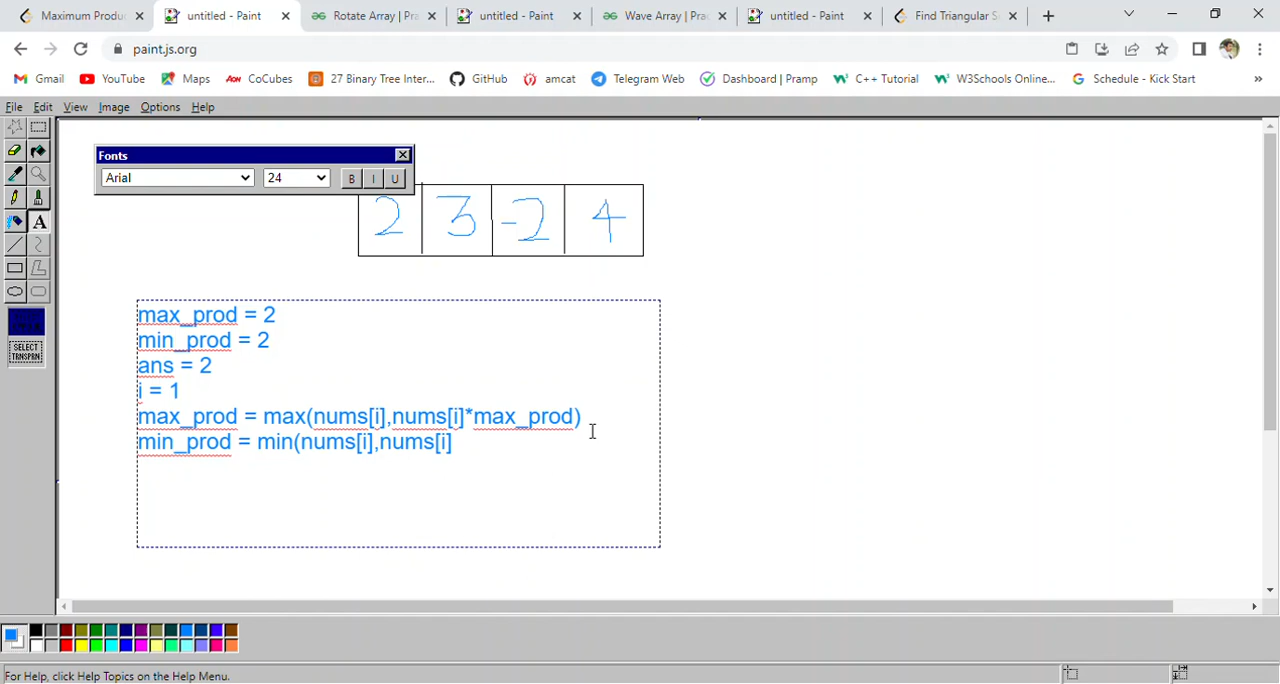 Maximum Produ
untitled - Paint
Rotate Array | Pra
untitled - Paint
Wave Array | Prac
untitled - Paint
Find Triangular S
paint.js.org
Gmail
YouTube
Maps
CoCubes
27 Binary Tree Inter...
GitHub
amcat
Telegram Web
Dashboard | Pramp
C++ Tutorial
W3Schools Online...
Schedule - Kick Start
»
File Edit View Image Options Help
Fonts
Arial 24 B I U
A
2 3 -2 4
max_prod = 2
min_prod = 2
ans = 2
i = 1
max_prod = max(nums[i],nums[i]*max_prod)
min_prod = min(nums[i],nums[i]
SELECT
TRNSPRN
For Help, click Help Topics on the Help Menu.